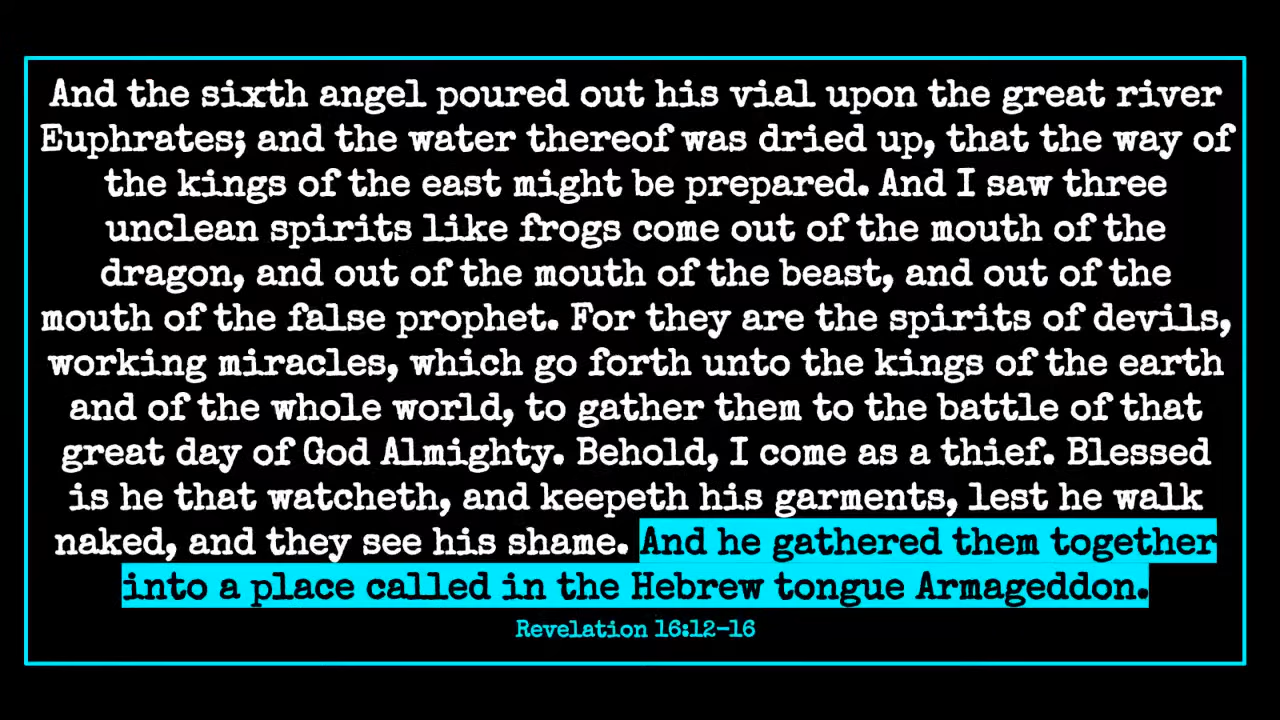 And the sixth angel poured out his vial upon the great river
Euphrates; and the water thereof was dried up, that the way of
the kings of the east might be prepared. And I saw three
unclean spirits like frogs come out of the mouth of the
dragon, and out of the mouth of the beast, and out of the
mouth of the false prophet. For they are the spirits of devils,
working miracles, which go forth unto the kings of the earth
and of the whole world, to gather them to the battle of that
great day of God Almighty. Behold, I come as a thief. Blessed
is he that watcheth, and keepeth his garments, lest he walk
naked, and they see his shame. And he gathered them together
into a place called in the Hebrew tongue Armageddon.
Revelation 16:12-16